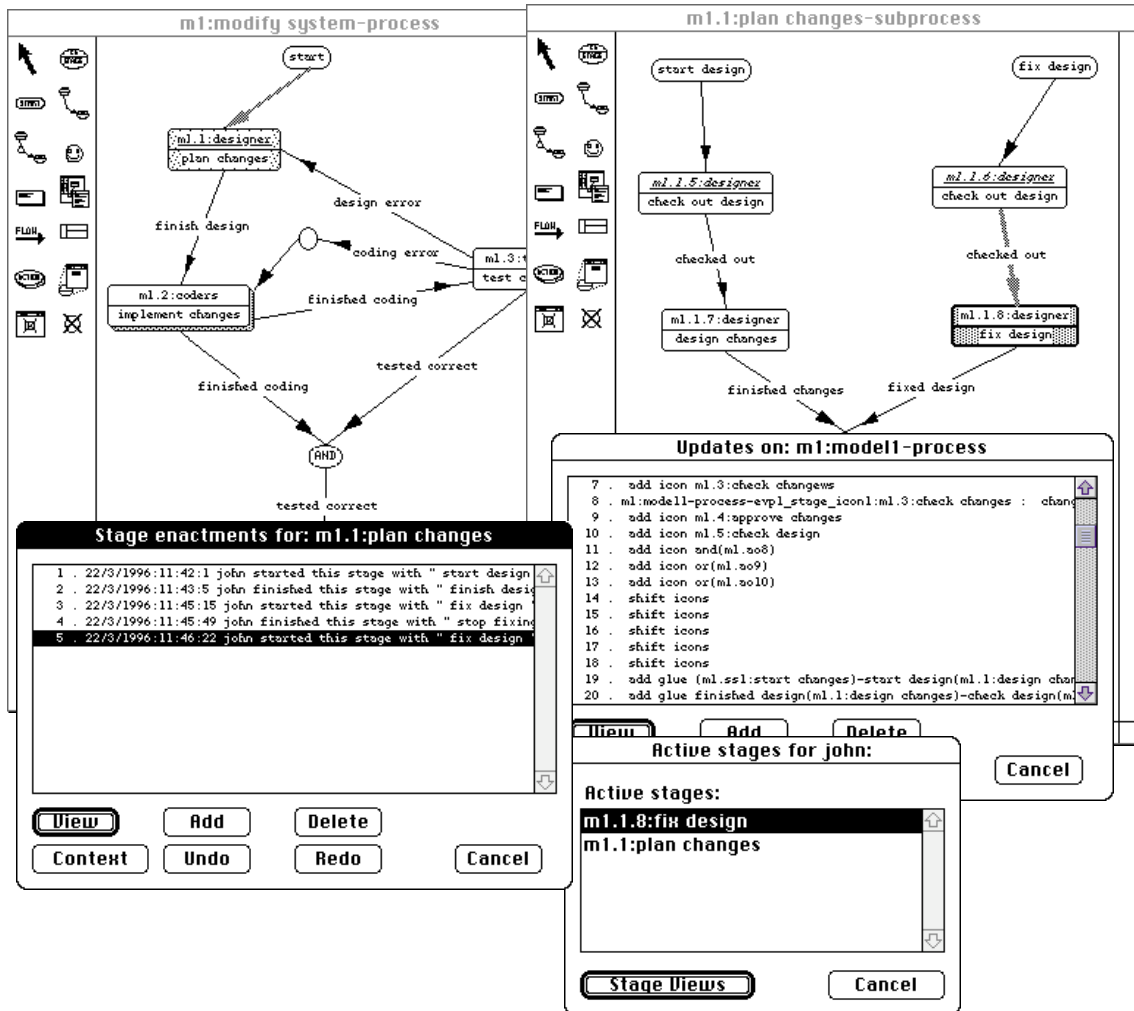 m1:modify system-process
start
START
m1.1:designer
plan changes
design error
finish design
FLOW
coding error
m1.3:t
test c
ACTION
m1.2:coders
implement changes
finished coding
tested correct
finished coding
AND
tested correct
m1.1:plan changes-subprocess
start design
fix design
START
m1.1.5:designer
check out design
m1.1.6:designer
check out design
FLOW
checked out
checked out
ACTION
m1.1.7:designer
design changes
m1.1.8:designer
fix design
finished changes
fixed design
Updates on: m1:model1-process
7 . add icon m1.3:check changews
8 . m1:model1-process-evpl_stage_icon1:m1.3:check changes : chang
9 . add icon m1.4:approve changes
10 . add icon m1.5:check design
11 . add icon and(m1.ao8)
12 . add icon or(m1.ao9)
13 . add icon or(m1.ao10)
14 . shift icons
15 . shift icons
16 . shift icons
17 . shift icons
18 . shift icons
19 . add glue (m1.ss1:start changes)-start design(m1.1:design chan
20 . add glue finished design(m1.1:design changes)-check design(m1
View Add Delete
Cancel
Stage enactments for: m1.1:plan changes
1 . 22/3/1996:11:42:1 john started this stage with " start design
2 . 22/3/1996:11:43:5 john finished this stage with " finish desig
3 . 22/3/1996:11:45:15 john started this stage with " fix design "
4 . 22/3/1996:11:45:49 john finished this stage with " stop fixing
5 . 22/3/1996:11:46:22 john started this stage with " fix design "
View Add Delete
Context Undo Redo Cancel
Active stages for john:
Active stages:
m1.1.8:fix design
m1.1:plan changes
Stage Views Cancel